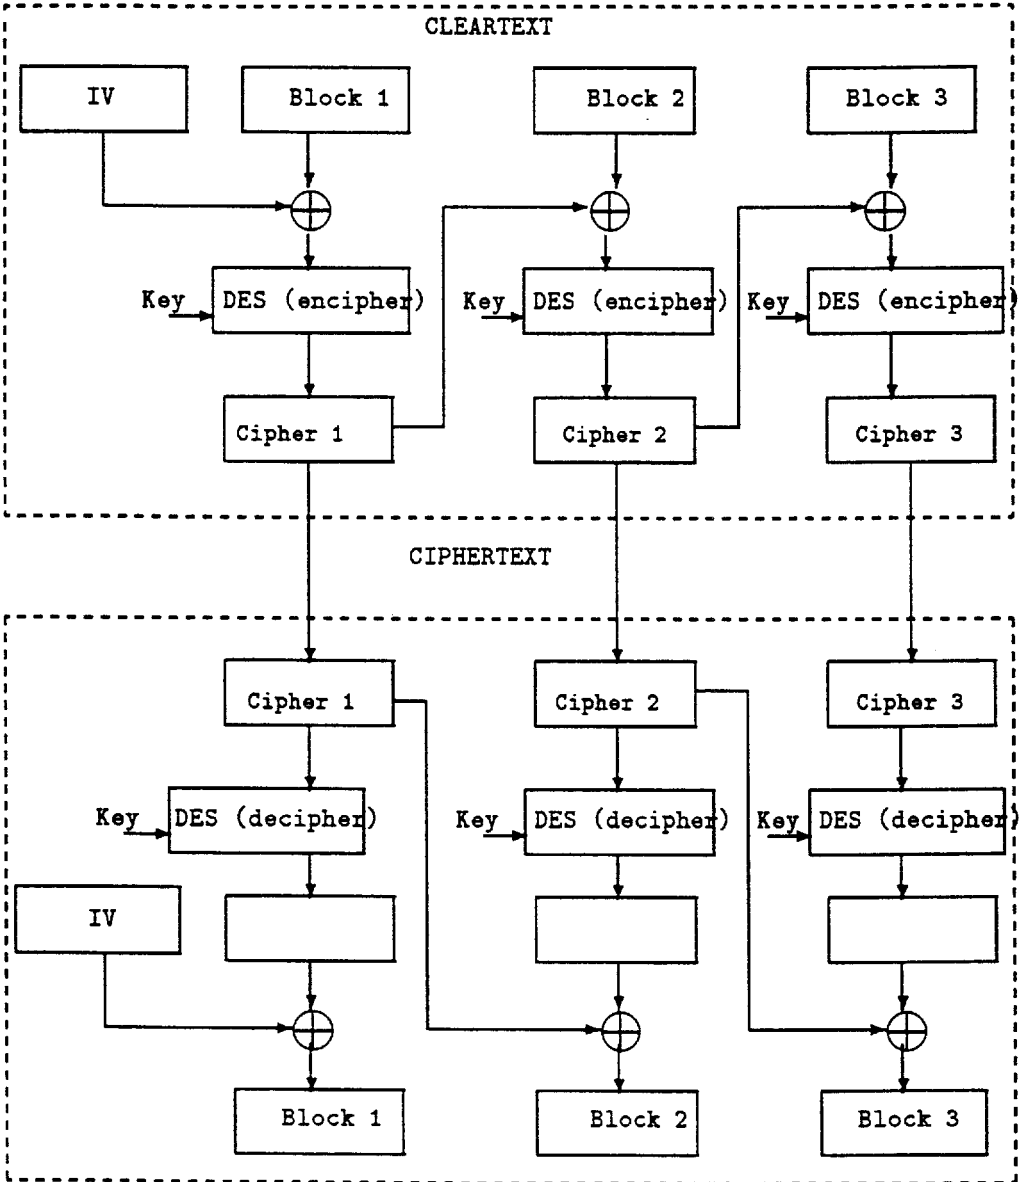 CLEARTEXT
IV Block 1 Block 2 Block 3
Key DES (encipher) Key DES (encipher) Key DES (encipher)
Cipher 1 Cipher 2 Cipher 3
CIPHERTEXT
Cipher 1 Cipher 2 Cipher 3
Key DES (decipher) Key DES (decipher) Key DES (decipher)
IV
Block 1 Block 2 Block 3